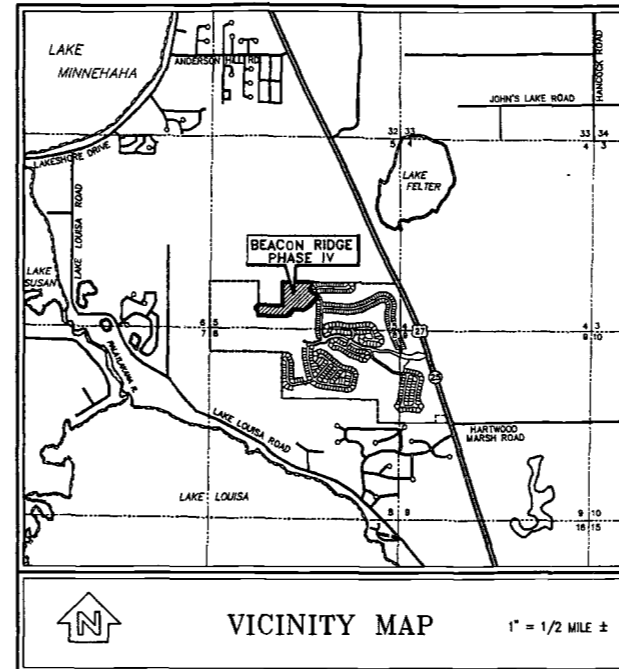 LAKE
MINNEHAHA
ANDERSON HILL RD.
HANCOCK ROAD
JOHN'S LAKE ROAD
32 33
5 4
33 34
4 3
LAKESHORE DRIVE
LAKE
FELTER
LAKE LOUISA ROAD
BEACON RIDGE
PHASE IV
LAKE
SUSAN
6 5
7 8
27
4 3
9 10
PALATLAKAHA R.
25
LAKE LOUISA ROAD
HARTWOOD
MARSH ROAD
LAKE LOUISA
8 9
9 10
16 15
N
VICINITY MAP
1" = 1/2 MILE ±